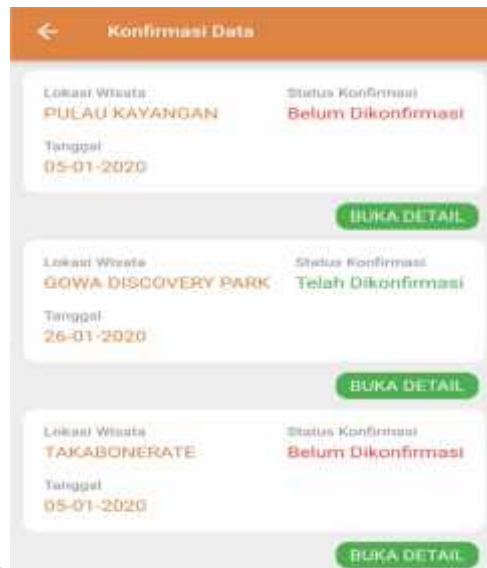 Konfirmasi Data
Lokasi Wisata Status Konfirmasi
PULAU KAYANGAN Belum Dikonfirmasi
Tanggal
05-01-2020
BUKA DETAIL
Lokasi Wisata Status Konfirmasi
GOWA DISCOVERY PARK Telah Dikonfirmasi
Tanggal
26-01-2020
BUKA DETAIL
Lokasi Wisata Status Konfirmasi
TAKABONERATE Belum Dikonfirmasi
Tanggal
05-01-2020
BUKA DETAIL